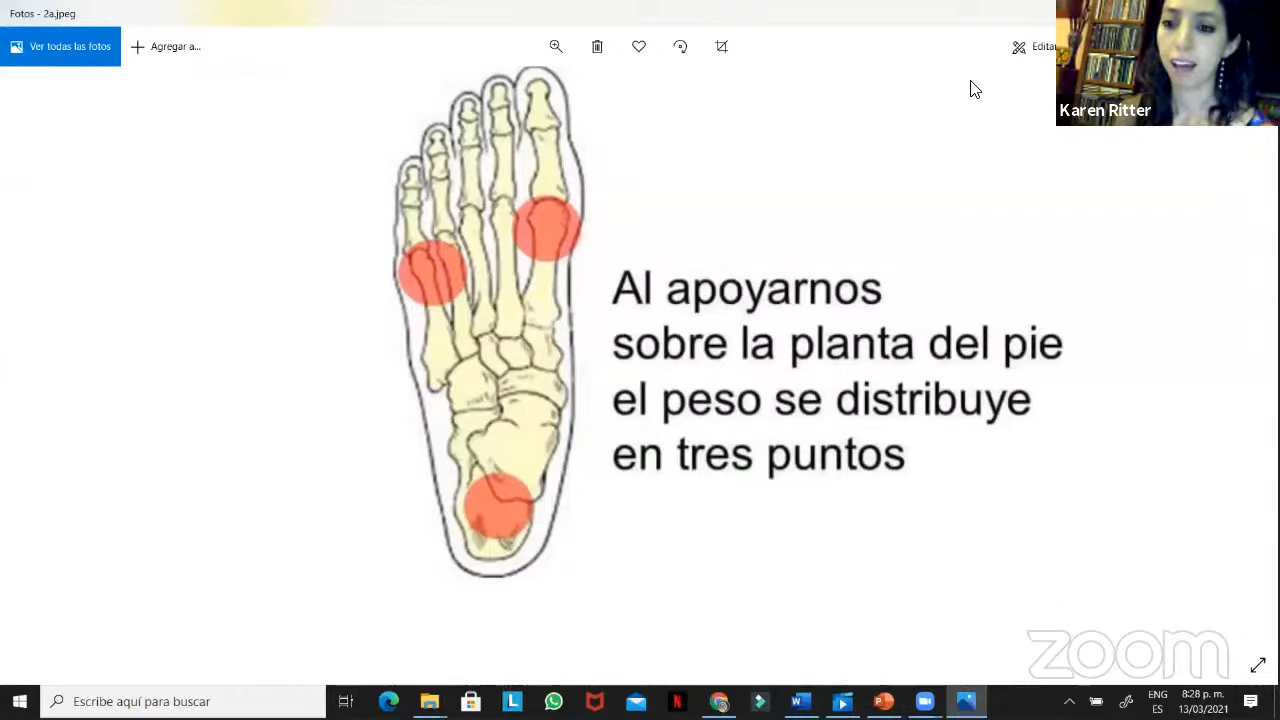 Fotos - 2a.jpeg
Ver todas las fotos
Agregar a...
Karen Ritter
Al apoyarnos
sobre la planta del pie
el peso se distribuye
en tres puntos
zoom
Escribe aquí para buscar
ENG
ES
8:28 p. m.
13/03/2021